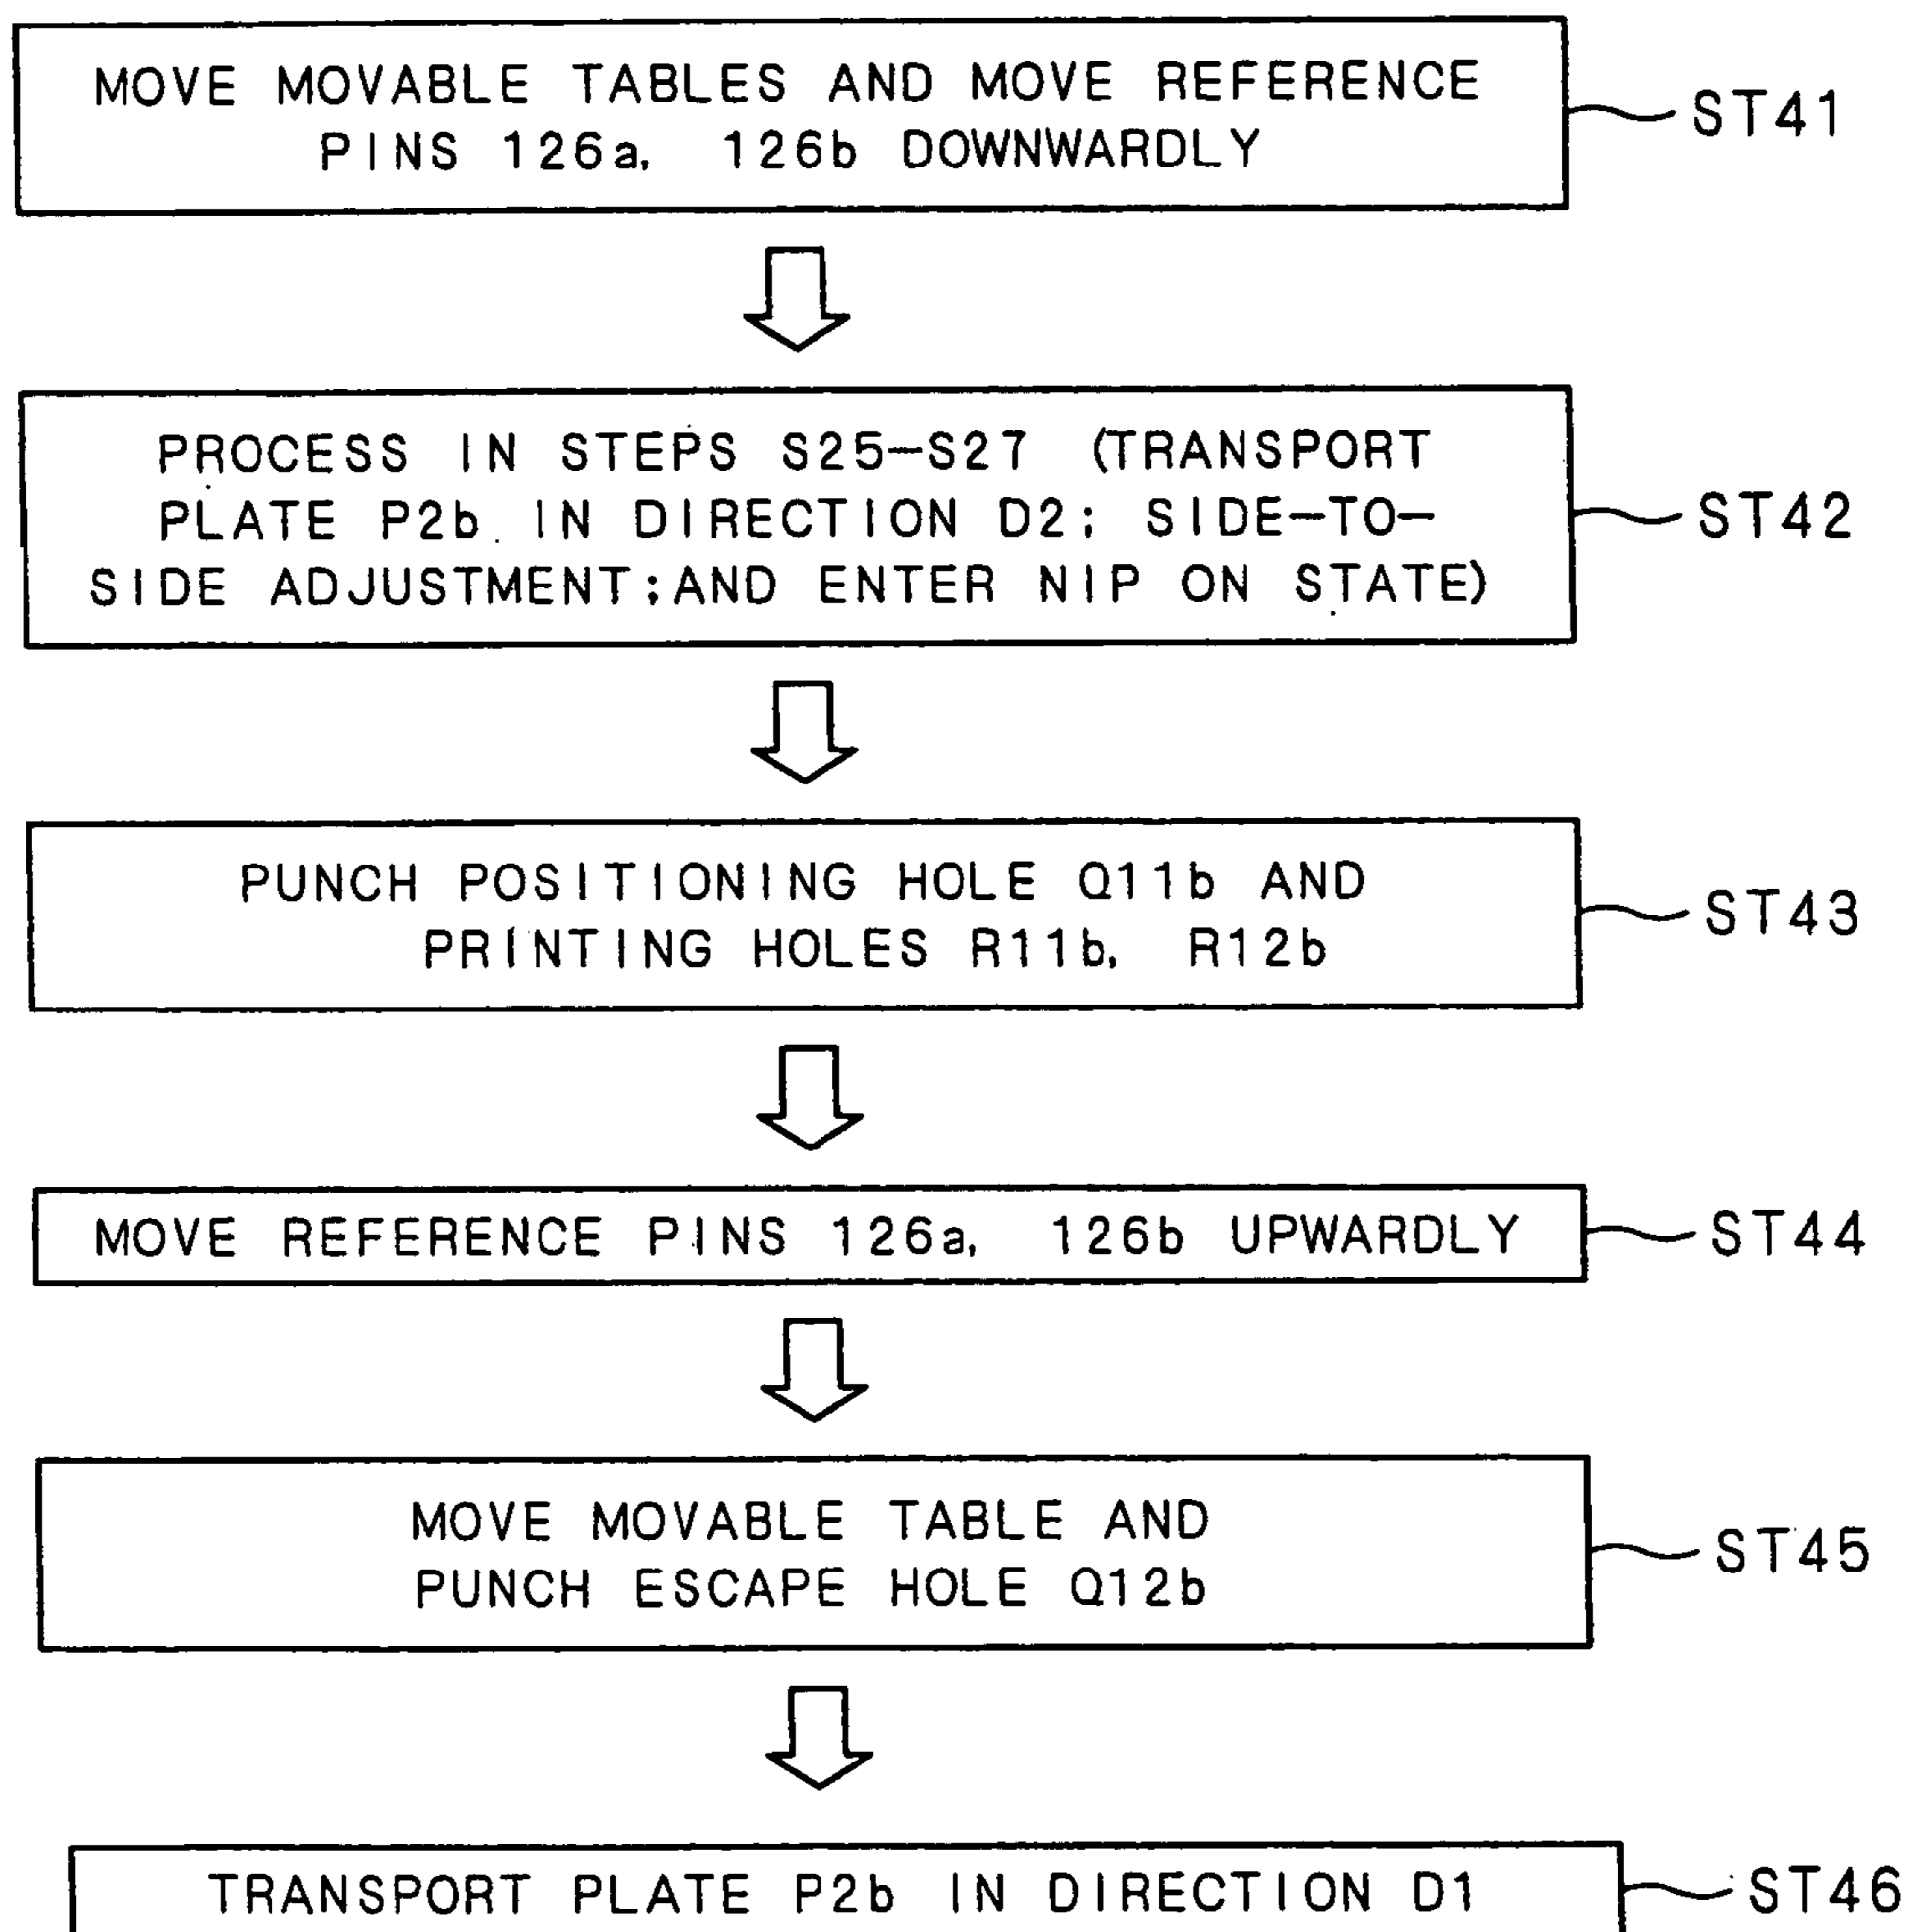 MOVE MOVABLE TABLES AND MOVE REFERENCE
PINS 126a, 126b DOWNWARDLY
ST41
PROCESS IN STEPS S25-S27 (TRANSPORT
PLATE P2b IN DIRECTION D2; SIDE-TO-
SIDE ADJUSTMENT;AND ENTER NIP ON STATE)
ST42
PUNCH POSITIONING HOLE Q11b AND
PRINTING HOLES R11b, R12b
ST43
MOVE REFERENCE PINS 126a, 126b UPWARDLY
ST44
MOVE MOVABLE TABLE AND
PUNCH ESCAPE HOLE Q12b
ST45
TRANSPORT PLATE P2b IN DIRECTION D1
ST46